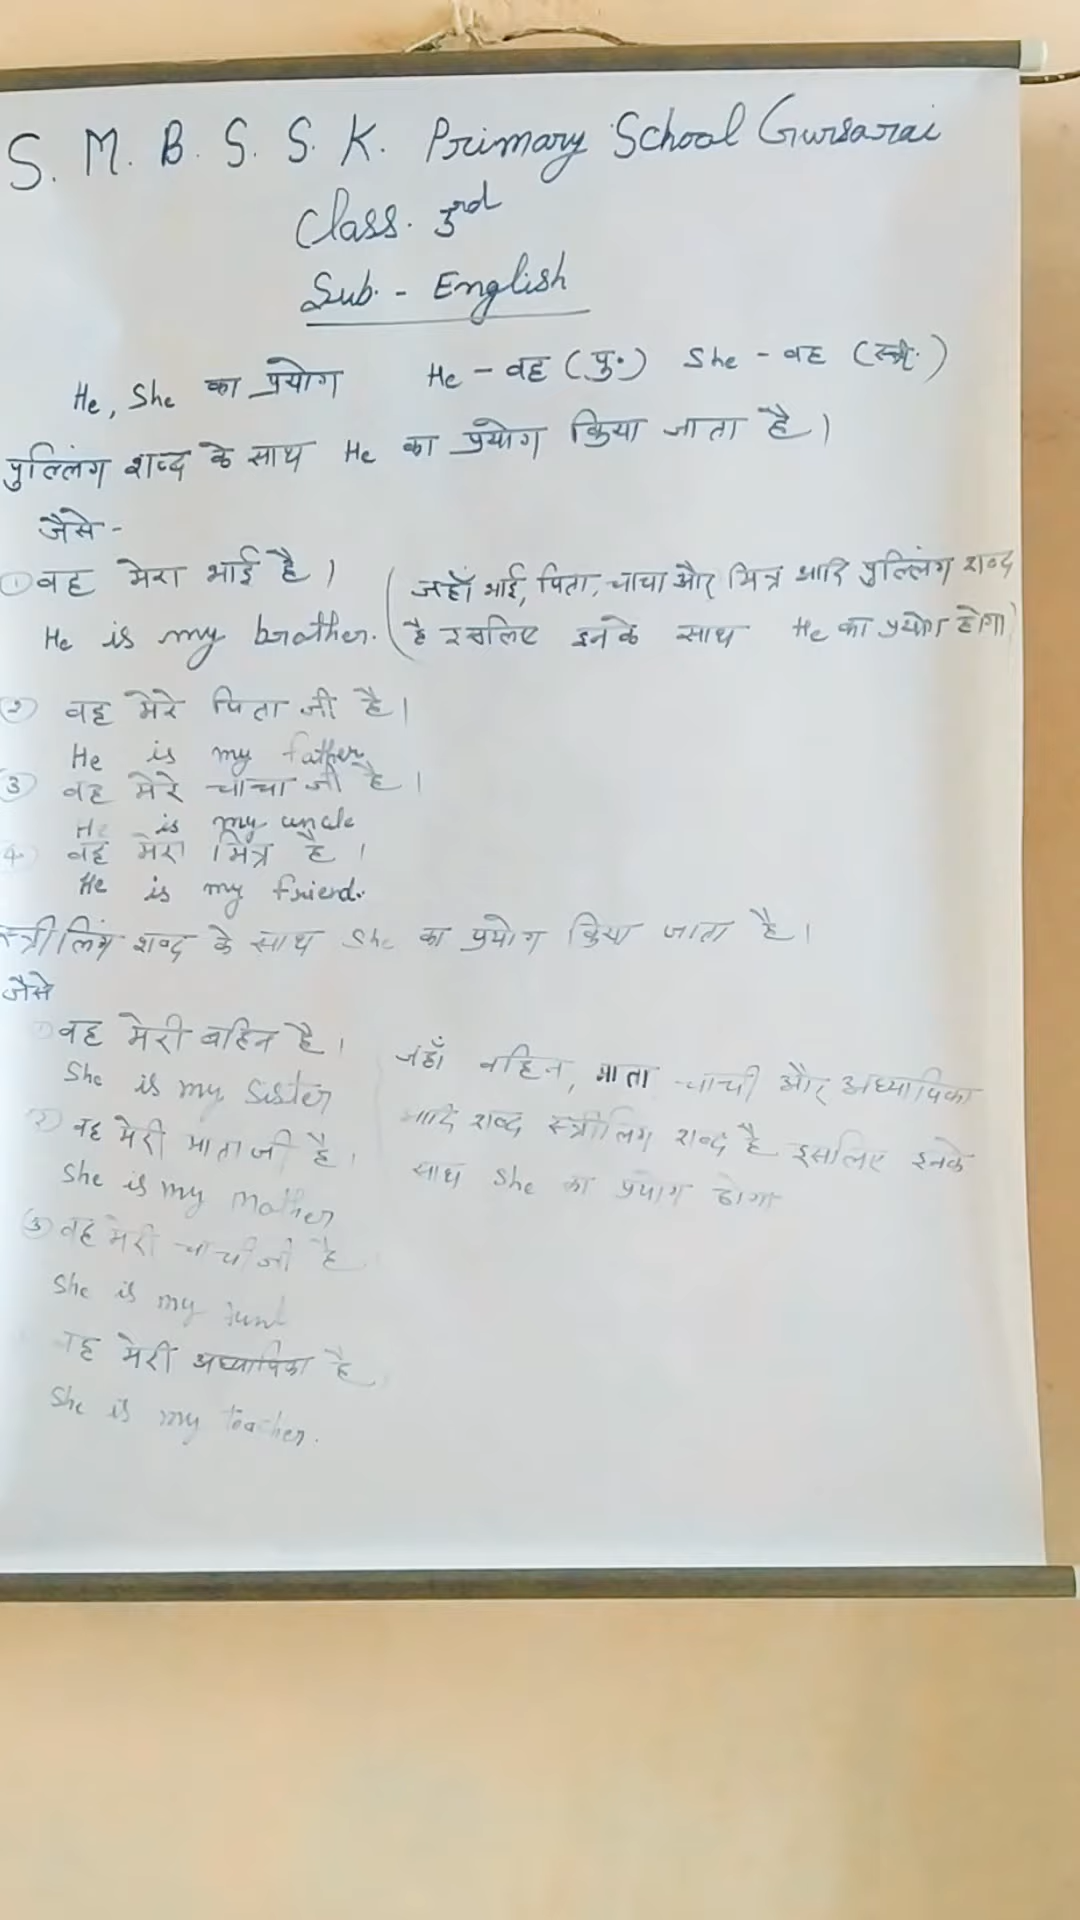 S. M. B. S. S. K. Primary School Gursarai
Class. 3rd
Sub. - English
He, She का प्रयोग He - वह (पु॰) She - वह (स्त्री॰)
पुल्लिंग शब्द के साथ He का प्रयोग किया जाता है।
जैसे -
① वह मेरा भाई है। (जहाँ भाई, पिता, चाचा और मित्र आदि पुल्लिंग शब्द
He is my brother. है इसलिए इनके साथ He का प्रयोग होगा)
② वह मेरे पिता जी है।
He is my father
③ वह मेरे चाचा जी है।
He is my uncle
④ वह मेरा मित्र है।
He is my friend.
स्त्रीलिंग शब्द के साथ She का प्रयोग किया जाता है।
जैसे
① वह मेरी बहिन है। जहाँ बहिन, माता चाची और अध्यापिका
She is my Sister
② वह मेरी माता जी है। आदि शब्द स्त्रीलिंग शब्द है इसलिए इनके
She is my Mother साथ She का प्रयोग होगा
③ वह मेरी चाची जी है
She is my
वह मेरी अध्यापिका है
She is my teacher.